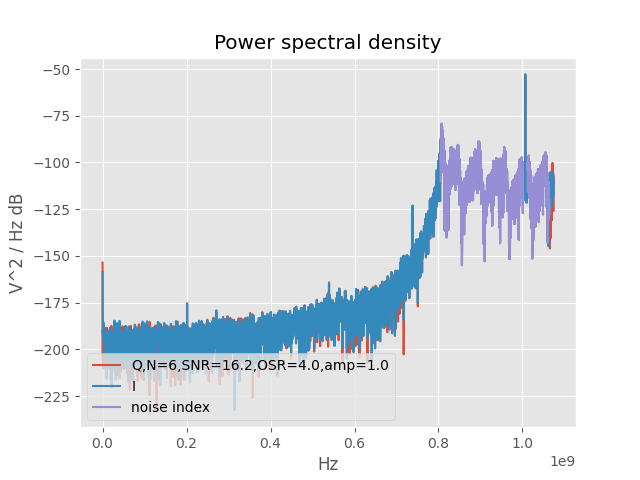 Power spectral density
V^2 / Hz dB
−50
−75
−100
−125
−150
−175
−200
−225
Q,N=6,SNR=16.2,OSR=4.0,amp=1.0
I
noise index
0.0 0.2 0.4 0.6 0.8 1.0
1e9
Hz